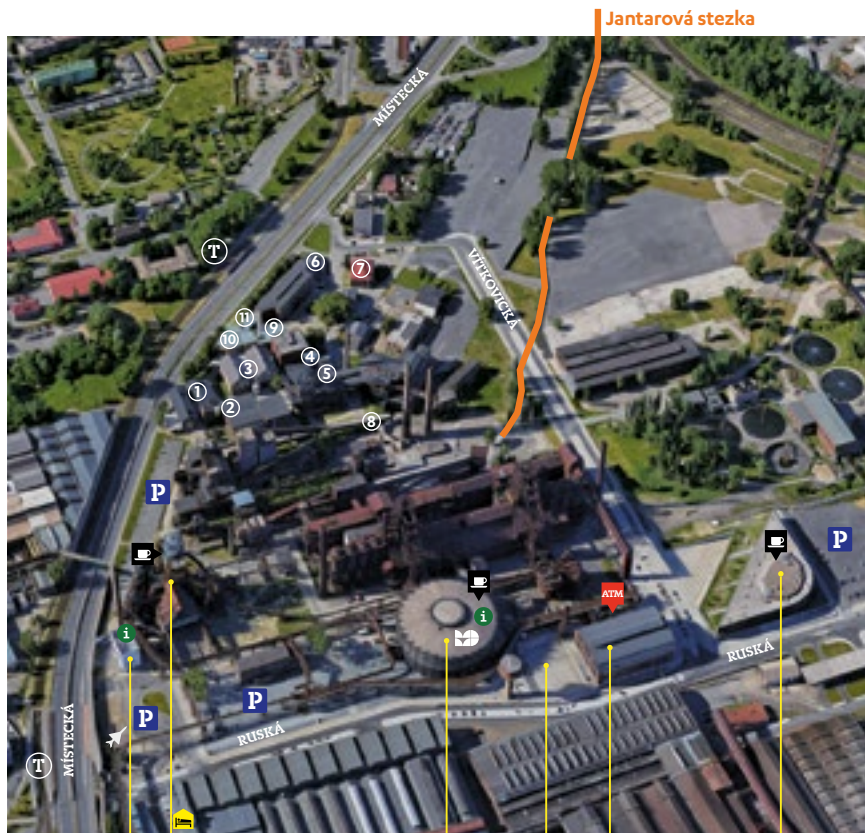 Jantarová stezka
MÍSTECKÁ
T
VÍTKOVICKÁ
6
7
11
9
10
4
3
5
1
2
8
P
P
ATM
i
i
RUSKÁ
P
P
RUSKÁ
MÍSTECKÁ
T